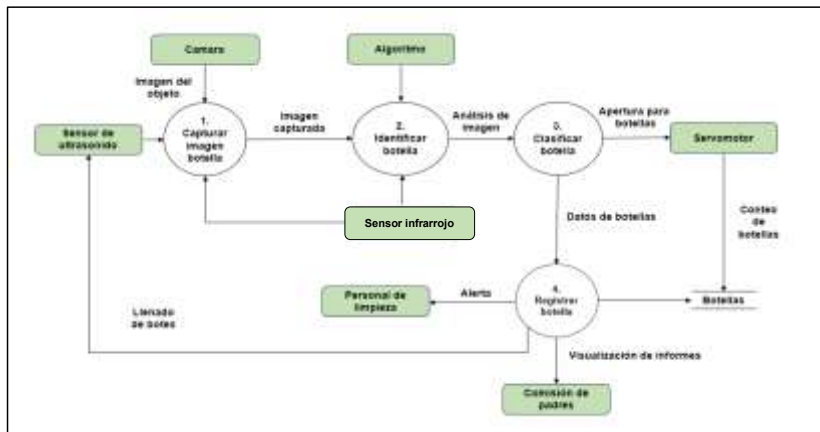 Camara
Algoritmo
Imagen del
objeto
1.
Capturar
imagen
botella
Imagen
capturada
2.
Identificar
botella
Análisis de
imagen
3.
Clasificar
botella
Apertura para
botellas
Servomotor
Sensor de
ultrasonido
Sensor infrarrojo
Datos de botellas
Conteo
de
botellas
Personal de
limpieza
Alerta
4.
Registrar
botella
Botellas
Llenado
de botes
Visualización de informes
Comisión de
padres